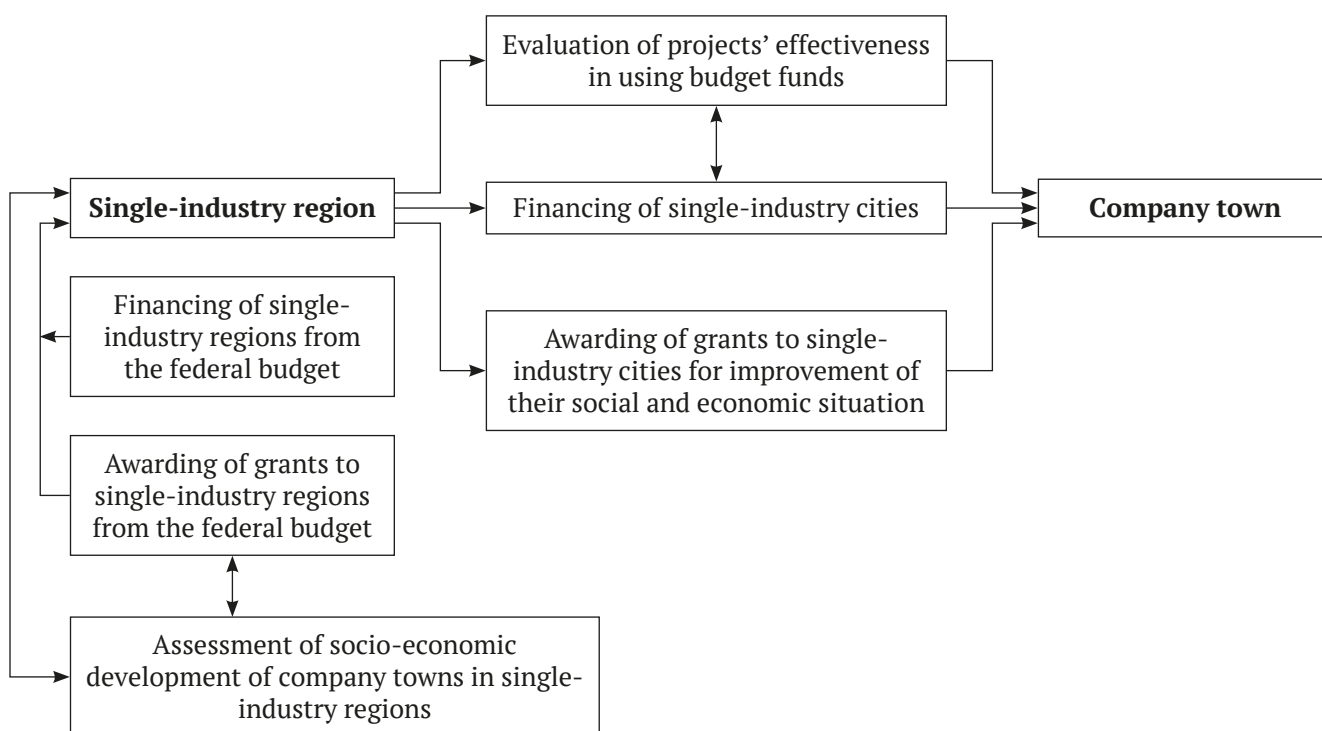 Evaluation of projects’ effectiveness
in using budget funds
Single-industry region
Financing of single-industry cities
Company town
Financing of single-
industry regions from
the federal budget
Awarding of grants to single-
industry cities for improvement of
their social and economic situation
Awarding of grants to
single-industry regions
from the federal budget
Assessment of socio-economic
development of company towns in single-
industry regions